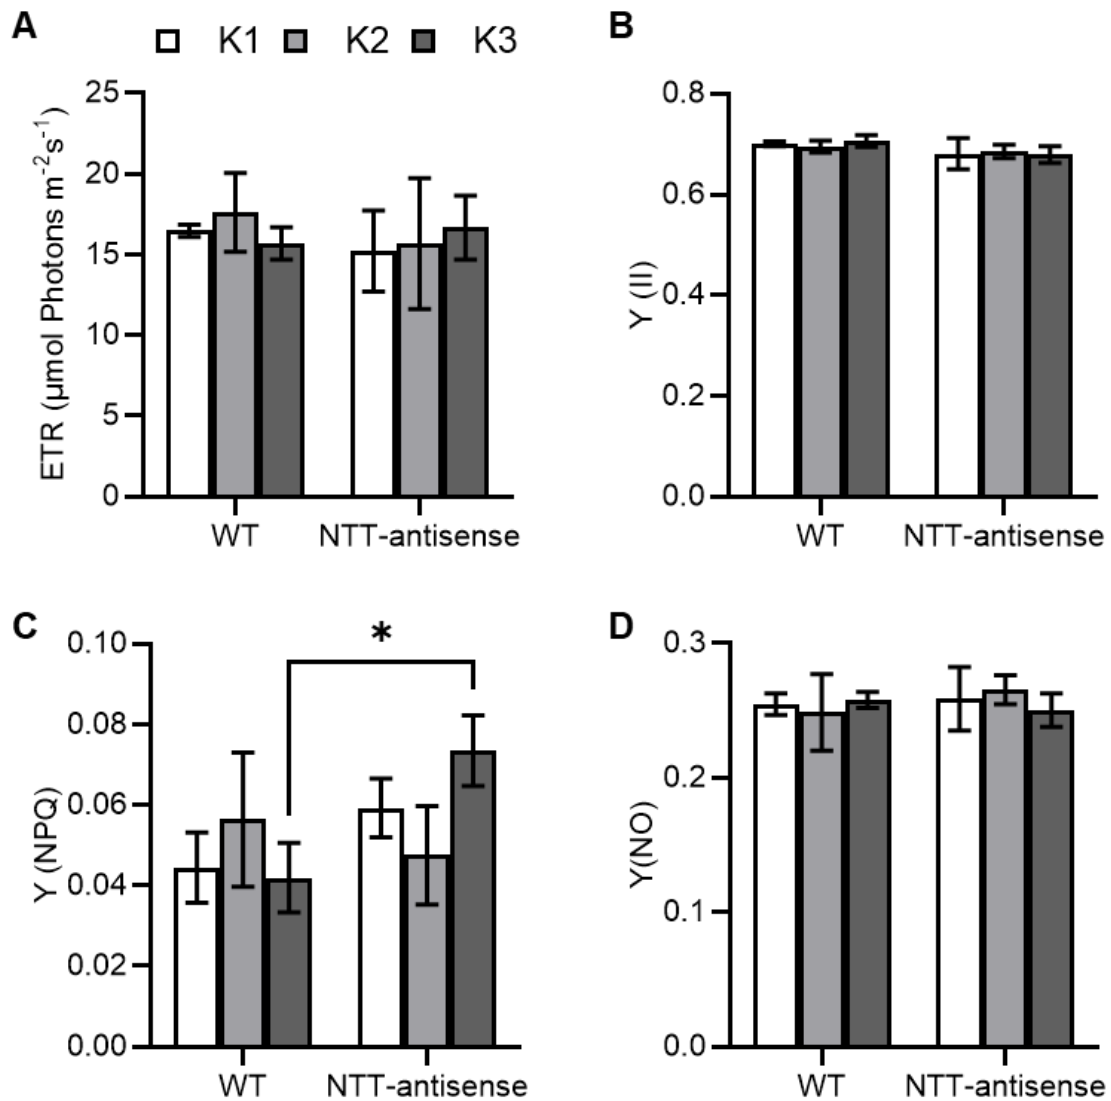 A
K1 K2 K3
ETR (µmol Photons m⁻²s⁻¹)
25
20
15
10
5
0
WT NTT-antisense
B
Y (II)
0.8
0.6
0.4
0.2
0.0
WT NTT-antisense
C
Y (NPQ)
0.10
0.08
0.06
0.04
0.02
0.00
*
WT NTT-antisense
D
Y(NO)
0.3
0.2
0.1
0.0
WT NTT-antisense